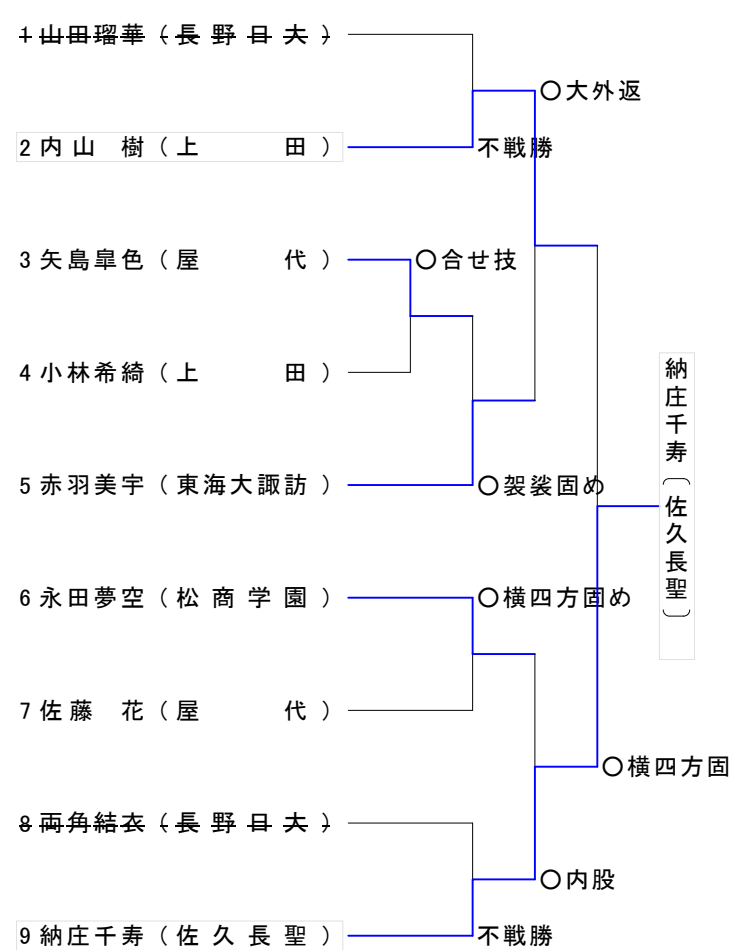 1 山田瑠華（長野日大）
〇大外返
2 内山　樹（上　　田）
不戦勝
3 矢島皐色（屋　　代）
〇合せ技
4 小林希綺（上　　田）
納庄千寿（佐久長聖）
5 赤羽美宇（東海大諏訪）
〇袈裟固め
6 永田夢空（松商学園）
〇横四方固め
7 佐藤　花（屋　　代）
〇横四方固
8 両角結衣（長野日大）
〇内股
9 納庄千寿（佐久長聖）
不戦勝